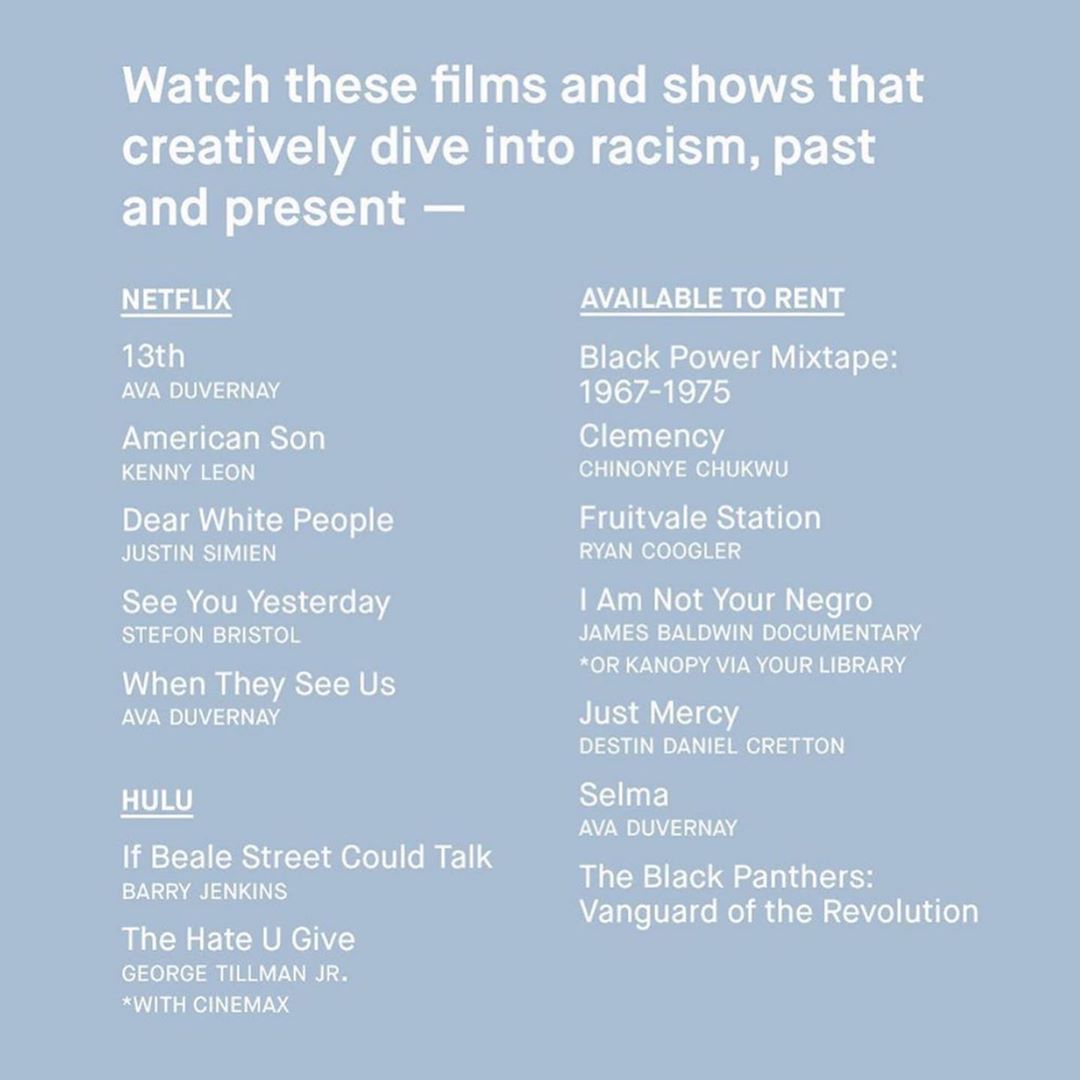 Watch these films and shows that
creatively dive into racism, past
and present —
NETFLIX
13th
AVA DUVERNAY
American Son
KENNY LEON
Dear White People
JUSTIN SIMIEN
See You Yesterday
STEFON BRISTOL
When They See Us
AVA DUVERNAY
HULU
If Beale Street Could Talk
BARRY JENKINS
The Hate U Give
GEORGE TILLMAN JR.
*WITH CINEMAX
AVAILABLE TO RENT
Black Power Mixtape:
1967-1975
Clemency
CHINONYE CHUKWU
Fruitvale Station
RYAN COOGLER
I Am Not Your Negro
JAMES BALDWIN DOCUMENTARY
*OR KANOPY VIA YOUR LIBRARY
Just Mercy
DESTIN DANIEL CRETTON
Selma
AVA DUVERNAY
The Black Panthers:
Vanguard of the Revolution